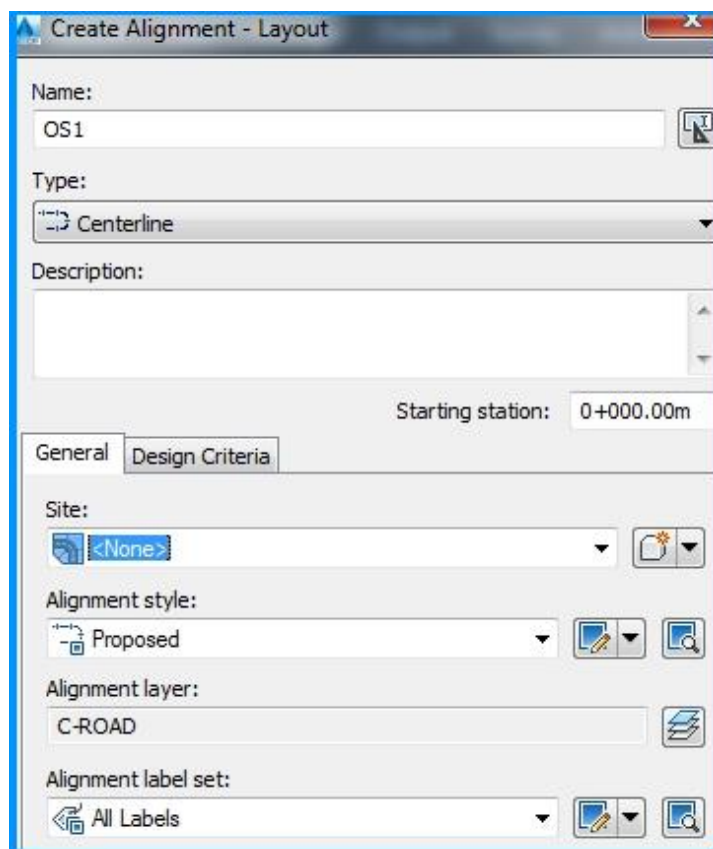 Create Alignment - Layout
Name:
OS1
Type:
Centerline
Description:
Starting station: 0+000.00m
General Design Criteria
Site:
<None>
Alignment style:
Proposed
Alignment layer:
C-ROAD
Alignment label set:
All Labels